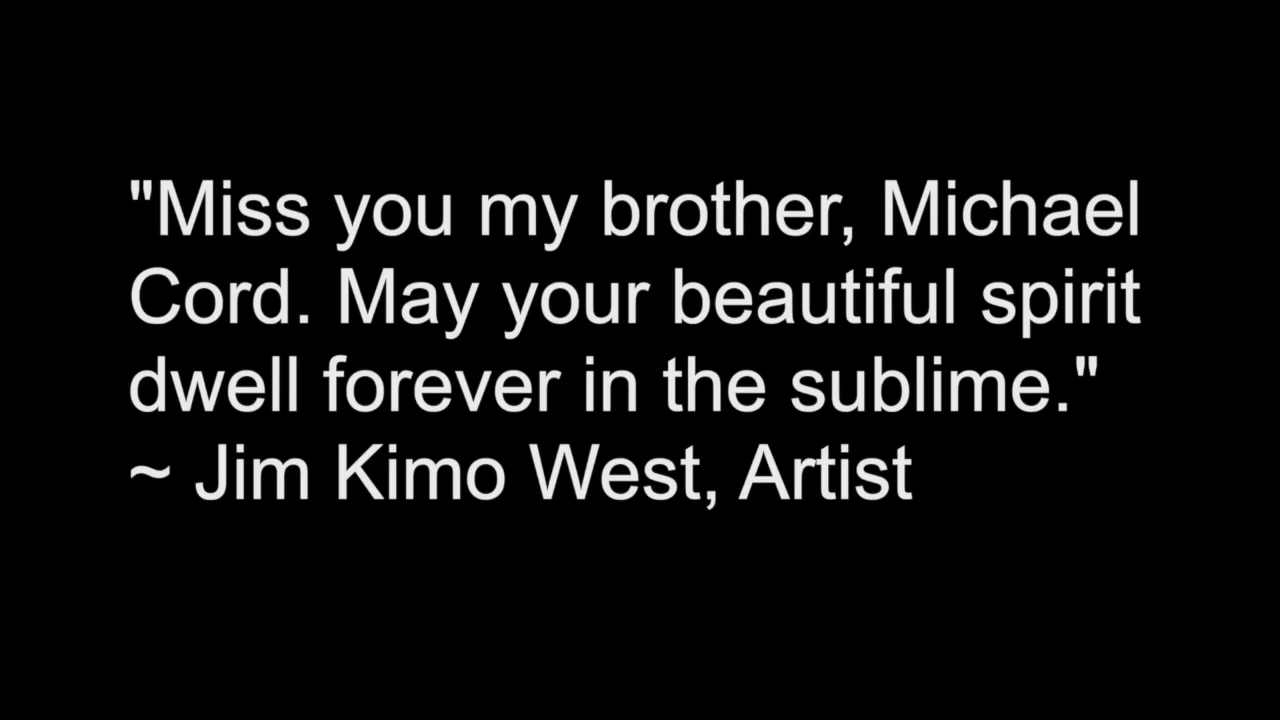 "Miss you my brother, Michael
Cord. May your beautiful spirit
dwell forever in the sublime."
~ Jim Kimo West, Artist